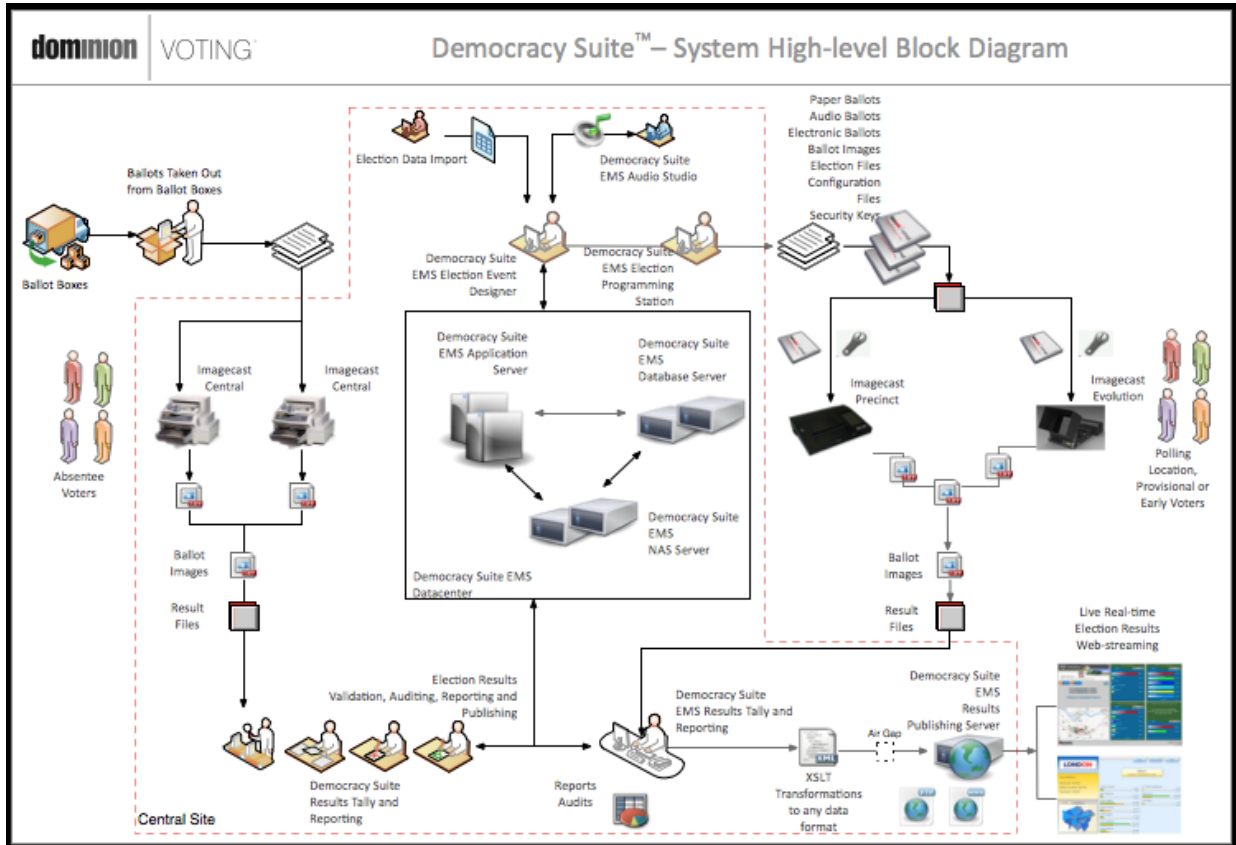 dominion VOTING
Democracy Suite™– System High-level Block Diagram
Election Data Import
Democracy Suite
EMS Audio Studio
Paper Ballots
Audio Ballots
Electronic Ballots
Ballot Images
Election Files
Configuration
Files
Security Keys
Ballots Taken Out
from Ballot Boxes
Ballot Boxes
Democracy Suite
EMS Election Event
Designer
Democracy Suite
EMS Election
Programming
Station
Absentee
Voters
Imagecast
Central
Imagecast
Central
Democracy Suite
EMS Application
Server
Democracy Suite
EMS
Database Server
Democracy Suite
EMS
NAS Server
Democracy Suite EMS
Datacenter
Imagecast
Precinct
Imagecast
Evolution
Polling
Location,
Provisional or
Early Voters
Ballot
Images
Result
Files
Ballot
Images
Result
Files
Election Results
Validation, Auditing, Reporting and
Publishing
Democracy Suite
Results Tally and
Reporting
Democracy Suite
EMS Results Tally and
Reporting
Reports
Audits
XML
XSLT
Transformations
to any data
format
Air Gap
Democracy Suite
EMS
Results
Publishing Server
Live Real-time
Election Results
Web-streaming
LONDON
Central Site